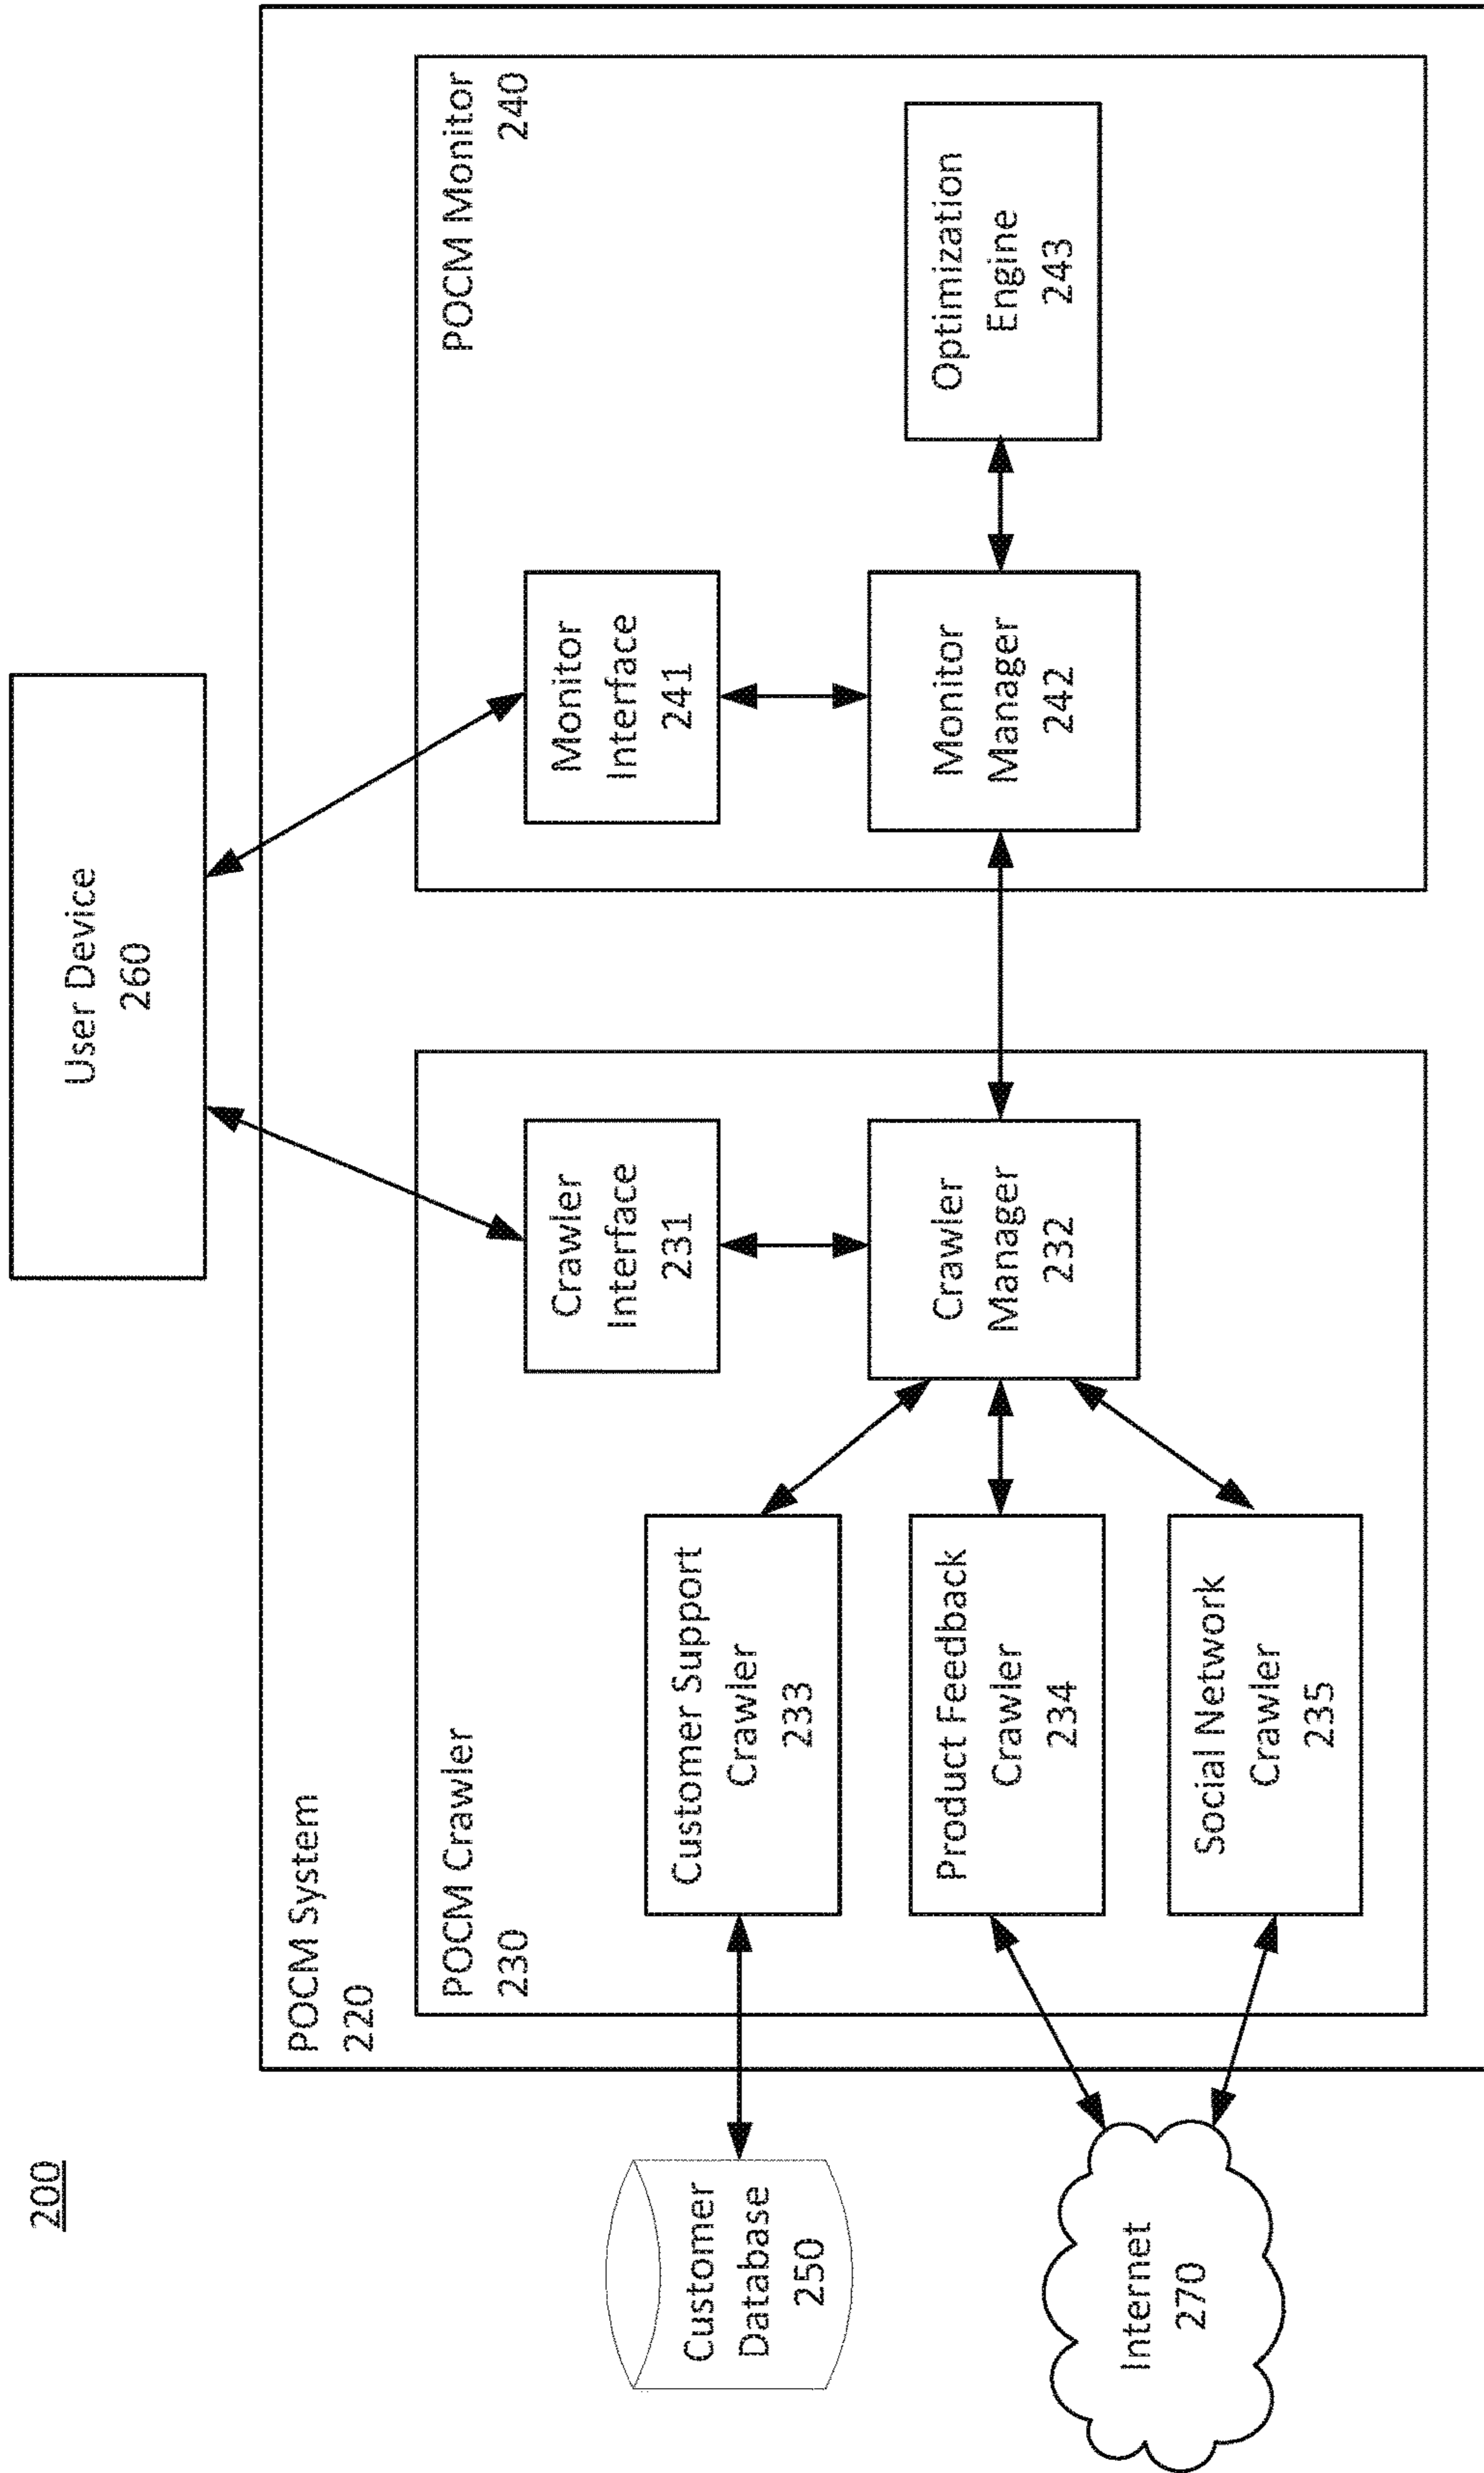 200
User Device
260
POCM System
220
POCM Crawler
230
Crawler
Interface
231
Crawler
Manager
232
Customer Support
Crawler
233
Product Feedback
Crawler
234
Social Network
Crawler
235
POCM Monitor
240
Monitor
Interface
241
Monitor
Manager
242
Optimization
Engine
243
Customer
Database
250
Internet
270